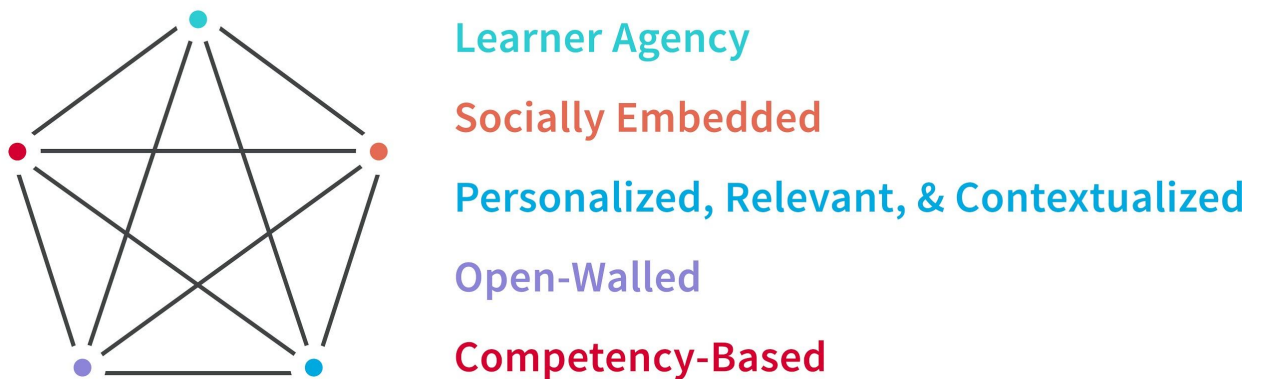 Learner Agency
Socially Embedded
Personalized, Relevant, & Contextualized
Open-Walled
Competency-Based